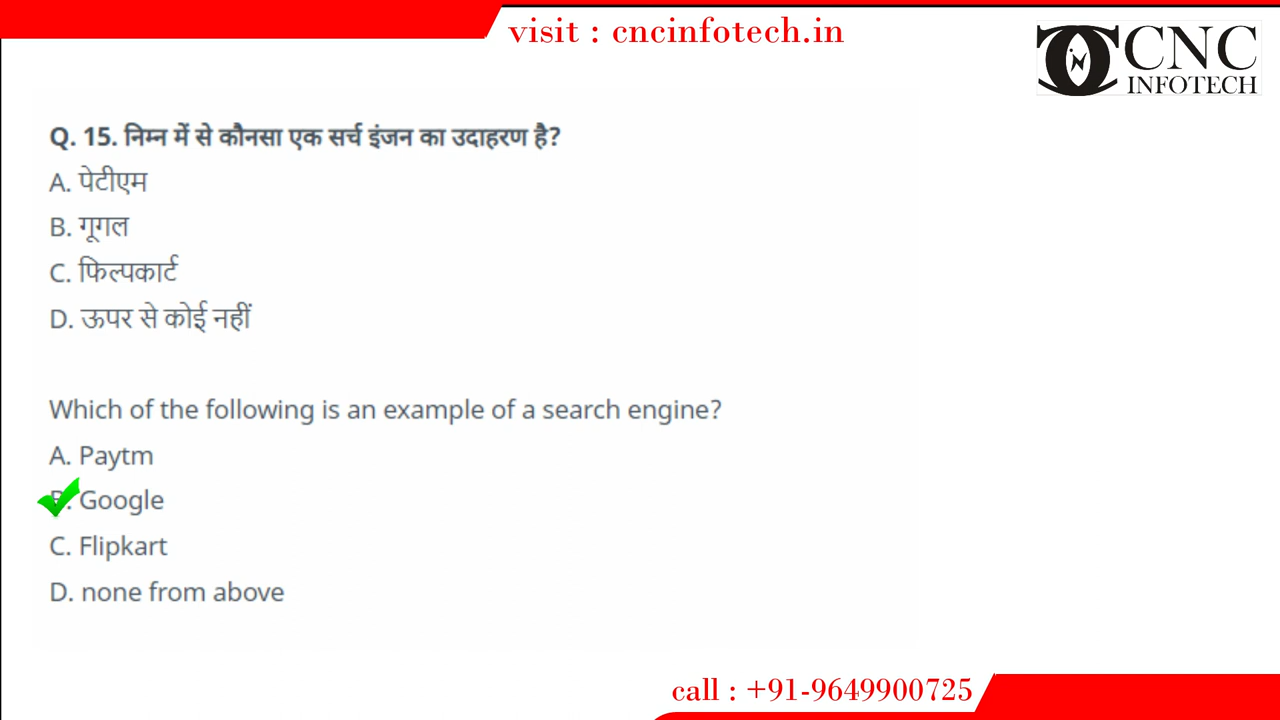 visit : cncinfotech.in
CNC
INFOTECH
Q. 15. निम्न में से कौनसा एक सर्च इंजन का उदाहरण है?
A. पेटीएम
B. गूगल
C. फिल्पकार्ट
D. ऊपर से कोई नहीं
Which of the following is an example of a search engine?
A. Paytm
B. Google
C. Flipkart
D. none from above
call : +91-9649900725